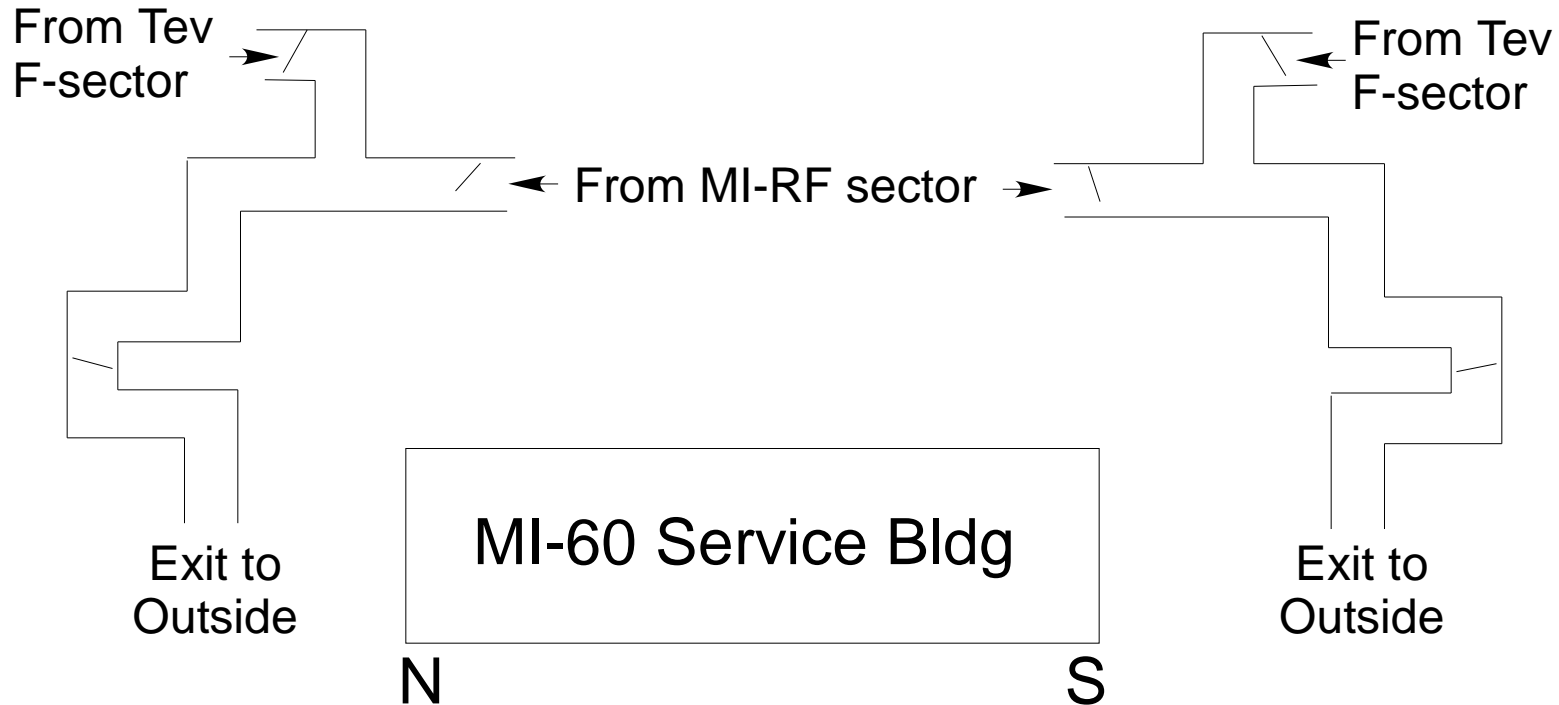 From Tev
F-sector
From Tev
F-sector
From MI-RF sector
MI-60 Service Bldg
Exit to
Outside
Exit to
Outside
N
S